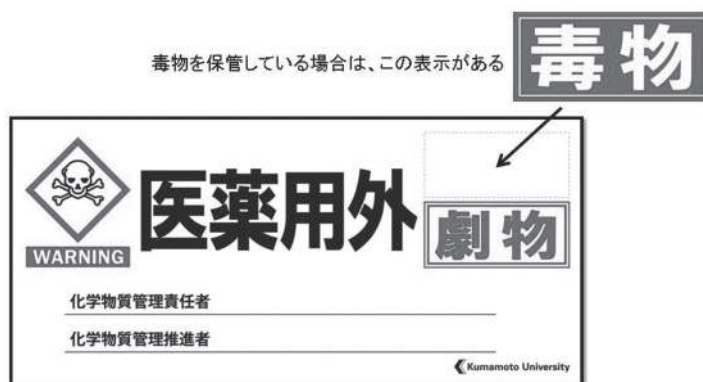 毒物を保管している場合は、この表示がある
毒物
医薬用外
劇物
WARNING
化学物質管理責任者
化学物質管理推進者
Kumamoto University